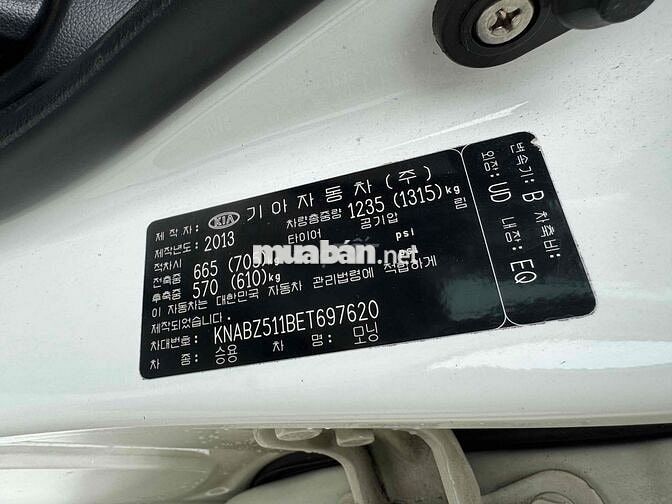 제 작 자: KIA 기아자동차(주)
제작년도: 2013 차량총중량 1235 (1315)kg
타이어 공기압
적차시 psi 림
전축중 665 (705)kg psi
후축중 570 (610)kg
이 자동차는 대한민국 자동차 관리법령에 적합하게
제작되었습니다.
차대번호: KNABZ511BET697620
차 종: 승용 차 명: 모닝
변속기: B 차축비:
외장: UD 내장: EQ
muaban.net